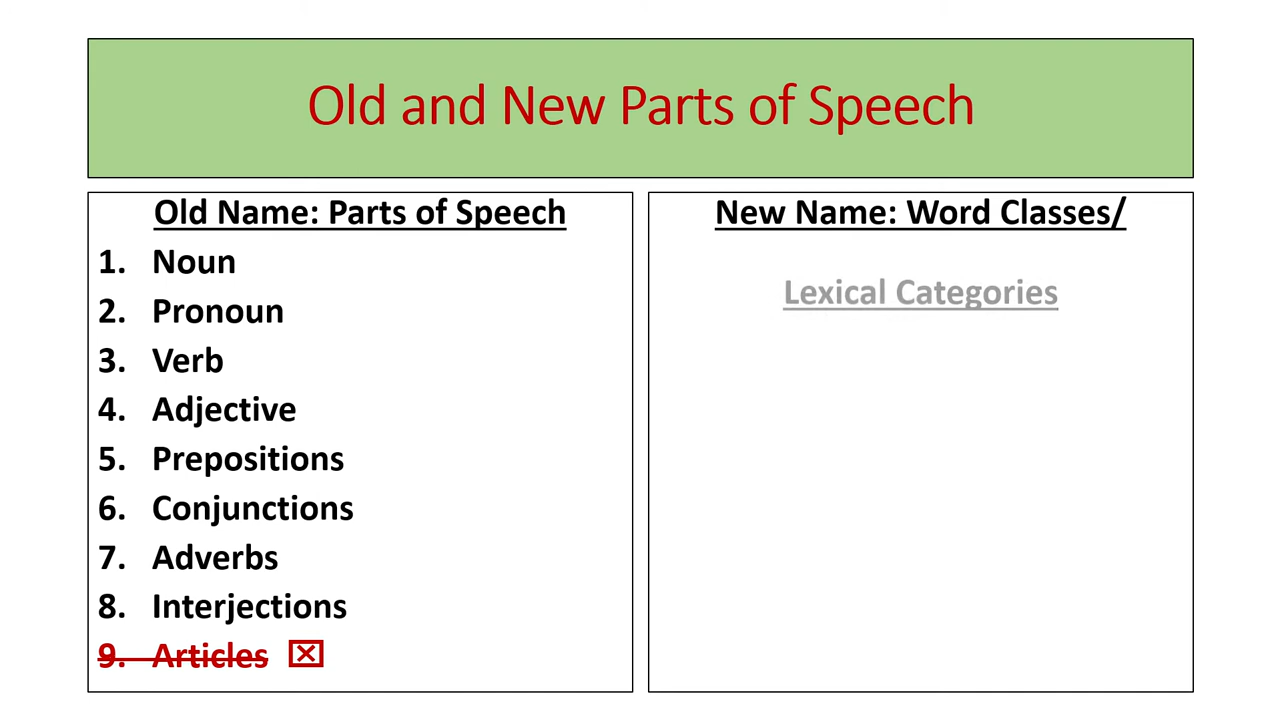 Old and New Parts of Speech
Old Name: Parts of Speech
1. Noun
2. Pronoun
3. Verb
4. Adjective
5. Prepositions
6. Conjunctions
7. Adverbs
8. Interjections
9. Articles ☒
New Name: Word Classes/
Lexical Categories